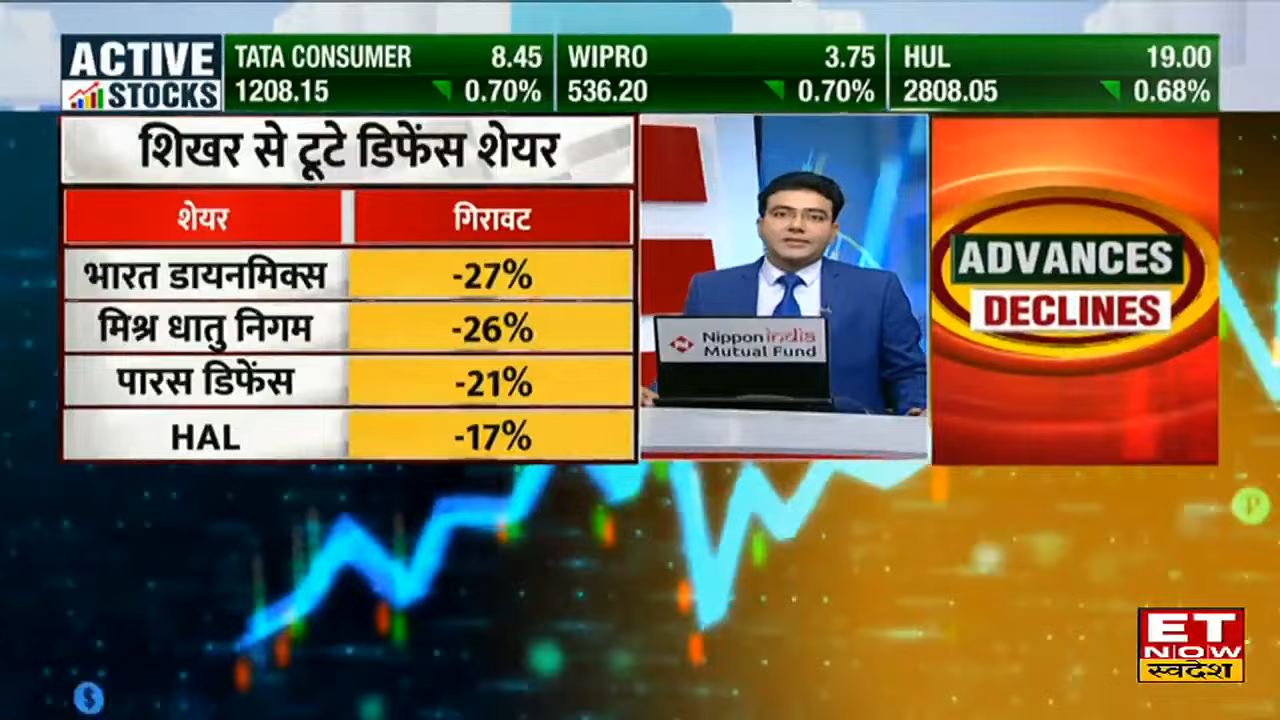 ACTIVE STOCKS
TATA CONSUMER 8.45
1208.15 0.70%
WIPRO 3.75
536.20 0.70%
HUL 19.00
2808.05 0.68%
शिखर से टूटे डिफेंस शेयर
शेयर गिरावट
भारत डायनमिक्स -27%
मिश्र धातु निगम -26%
पारस डिफेंस -21%
HAL -17%
Nippon india
Mutual Fund
ADVANCES
DECLINES
ET
NOW
स्वदेश